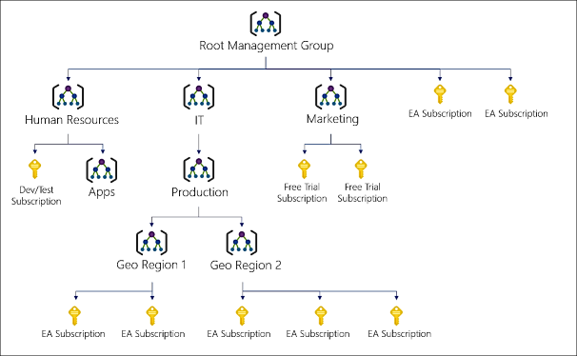 Root Management Group
EA Subscription
EA Subscription
Human Resources
IT
Marketing
Dev/Test
Subscription
Apps
Production
Free Trial
Subscription
Free Trial
Subscription
Geo Region 1
Geo Region 2
EA Subscription
EA Subscription
EA Subscription
EA Subscription
EA Subscription